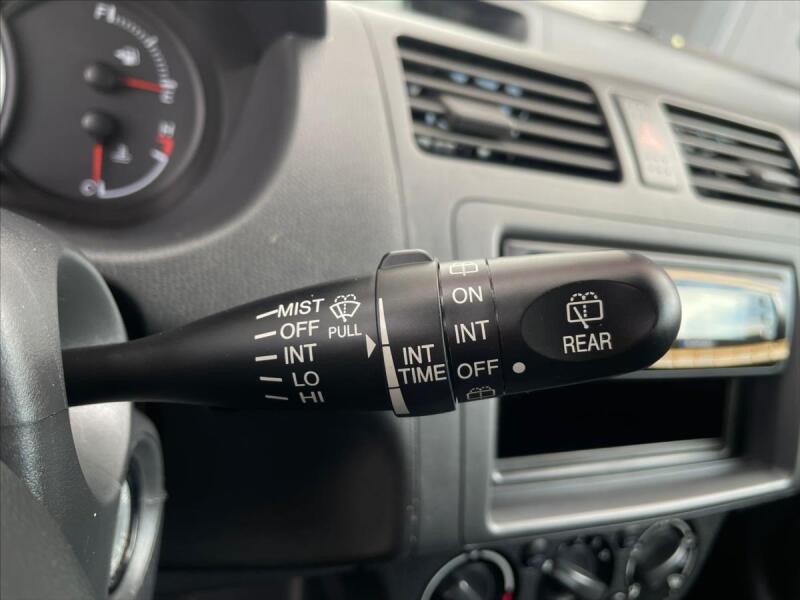 F
MIST
OFF
INT
LO
HI
PULL
INT
TIME
ON
INT
OFF
REAR
H
C